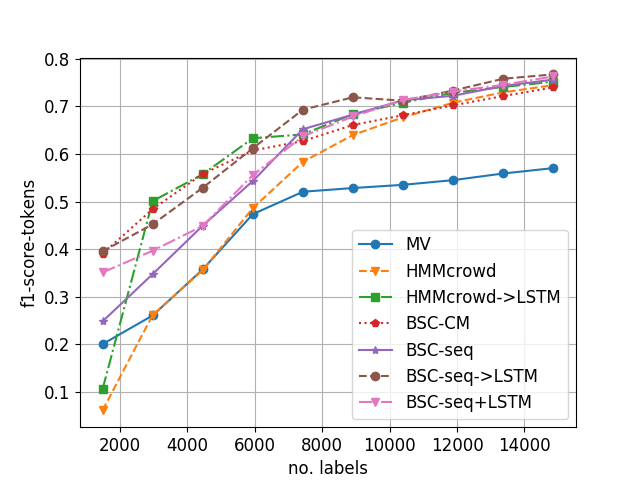 0.8
0.7
0.6
0.5
0.4
0.3
0.2
0.1
f1-score-tokens
MV
HMMcrowd
HMMcrowd->LSTM
BSC-CM
BSC-seq
BSC-seq->LSTM
BSC-seq+LSTM
2000 4000 6000 8000 10000 12000 14000
no. labels